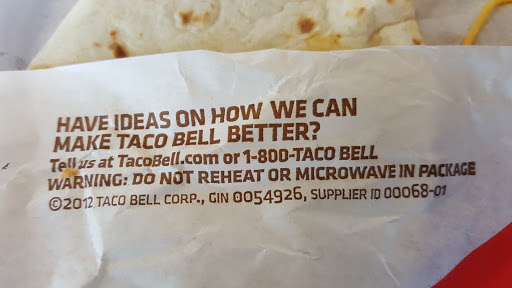 HAVE IDEAS ON HOW WE CAN
MAKE TACO BELL BETTER?
Tell us at TacoBell.com or 1-800-TACO BELL
WARNING: DO NOT REHEAT OR MICROWAVE IN PACKAGE
©2012 TACO BELL CORP., GIN 0054926, SUPPLIER ID 00068-01